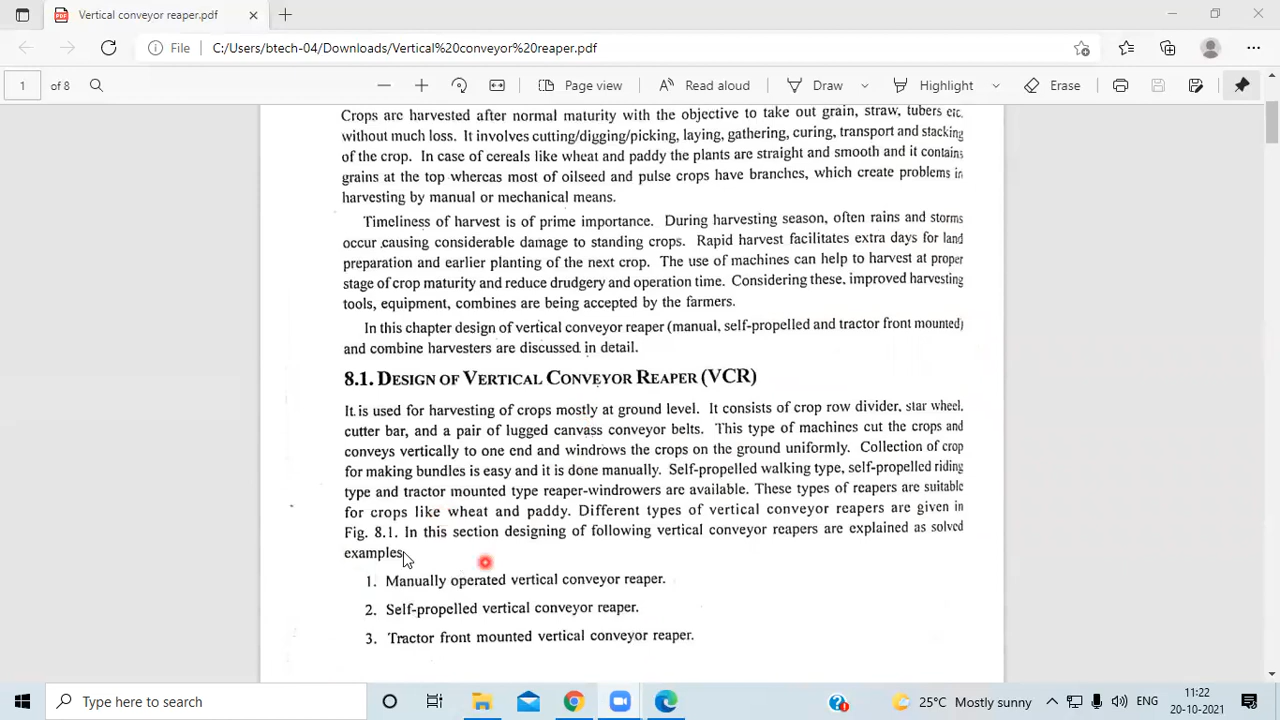 Vertical conveyor reaper.pdf
File C:/Users/btech-04/Downloads/Vertical%20conveyor%20reaper.pdf
1 of 8 Page view Read aloud Draw Highlight Erase
Crops are harvested after normal maturity with the objective to take out grain, straw, tubers etc.
without much loss. It involves cutting/digging/picking, laying, gathering, curing, transport and stacking
of the crop. In case of cereals like wheat and paddy the plants are straight and smooth and it contains
grains at the top whereas most of oilseed and pulse crops have branches, which create problems in
harvesting by manual or mechanical means.
Timeliness of harvest is of prime importance. During harvesting season, often rains and storms
occur causing considerable damage to standing crops. Rapid harvest facilitates extra days for land
preparation and earlier planting of the next crop. The use of machines can help to harvest at proper
stage of crop maturity and reduce drudgery and operation time. Considering these, improved harvesting
tools, equipment, combines are being accepted by the farmers.
In this chapter design of vertical conveyor reaper (manual, self-propelled and tractor front mounted)
and combine harvesters are discussed in detail.
8.1. DESIGN OF VERTICAL CONVEYOR REAPER (VCR)
It is used for harvesting of crops mostly at ground level. It consists of crop row divider, star wheel,
cutter bar, and a pair of lugged canvass conveyor belts. This type of machines cut the crops and
conveys vertically to one end and windrows the crops on the ground uniformly. Collection of crop
for making bundles is easy and it is done manually. Self-propelled walking type, self-propelled riding
type and tractor mounted type reaper-windrowers are available. These types of reapers are suitable
for crops like wheat and paddy. Different types of vertical conveyor reapers are given in
Fig. 8.1. In this section designing of following vertical conveyor reapers are explained as solved
examples.
1. Manually operated vertical conveyor reaper.
2. Self-propelled vertical conveyor reaper.
3. Tractor front mounted vertical conveyor reaper.
Type here to search
25°C Mostly sunny
ENG
11:22
20-10-2021